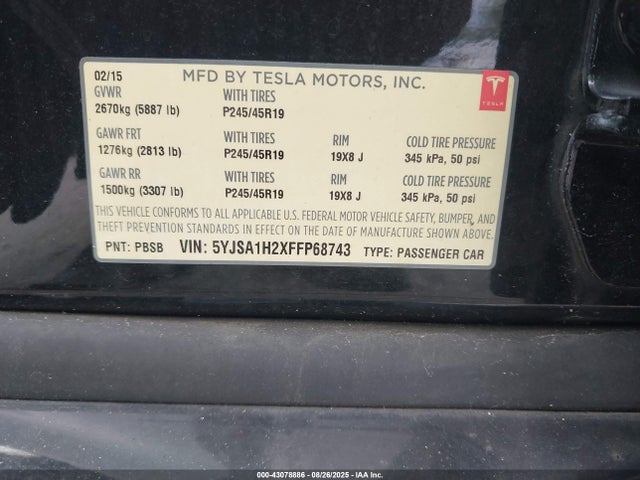 02/15 MFD BY TESLA MOTORS, INC.
GVWR WITH TIRES
2670kg (5887 lb) P245/45R19
GAWR FRT WITH TIRES RIM COLD TIRE PRESSURE
1276kg (2813 lb) P245/45R19 19X8 J 345 kPa, 50 psi
GAWR RR WITH TIRES RIM COLD TIRE PRESSURE
1500kg (3307 lb) P245/45R19 19X8 J 345 kPa, 50 psi
THIS VEHICLE CONFORMS TO ALL APPLICABLE U.S. FEDERAL MOTOR VEHICLE SAFETY, BUMPER, AND
THEFT PREVENTION STANDARDS IN EFFECT ON THE DATE OF MANUFACTURE SHOWN ABOVE.
PNT: PBSB VIN: 5YJSA1H2XFFP68743 TYPE: PASSENGER CAR
TESLA
000-43078886 - 08/26/2025 - IAA Inc.